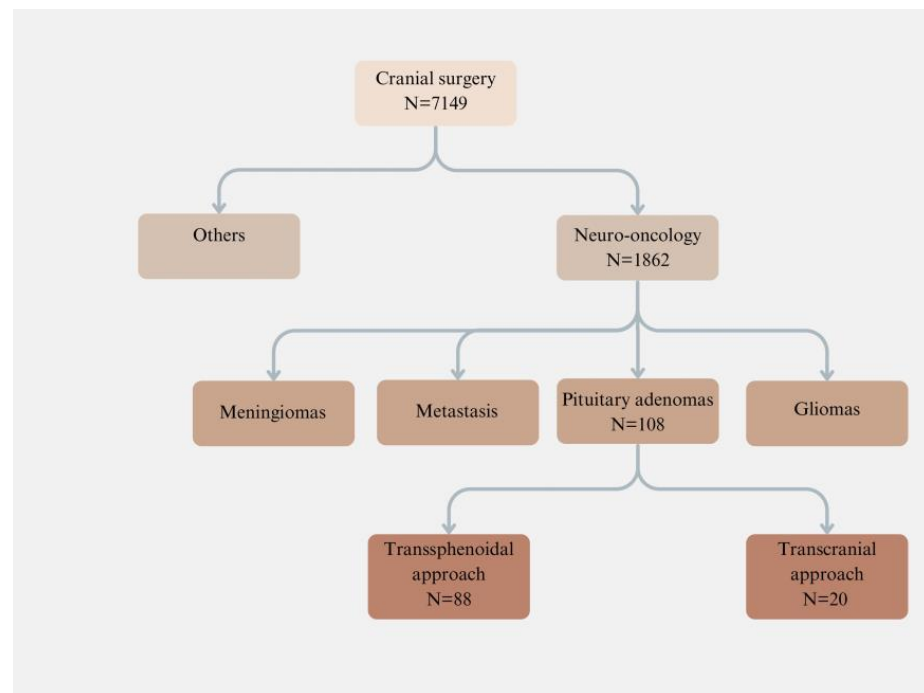 Cranial surgery
N=7149
Others
Neuro-oncology
N=1862
Meningiomas
Metastasis
Pituitary adenomas
N=108
Gliomas
Transsphenoidal
approach
N=88
Transcranial
approach
N=20